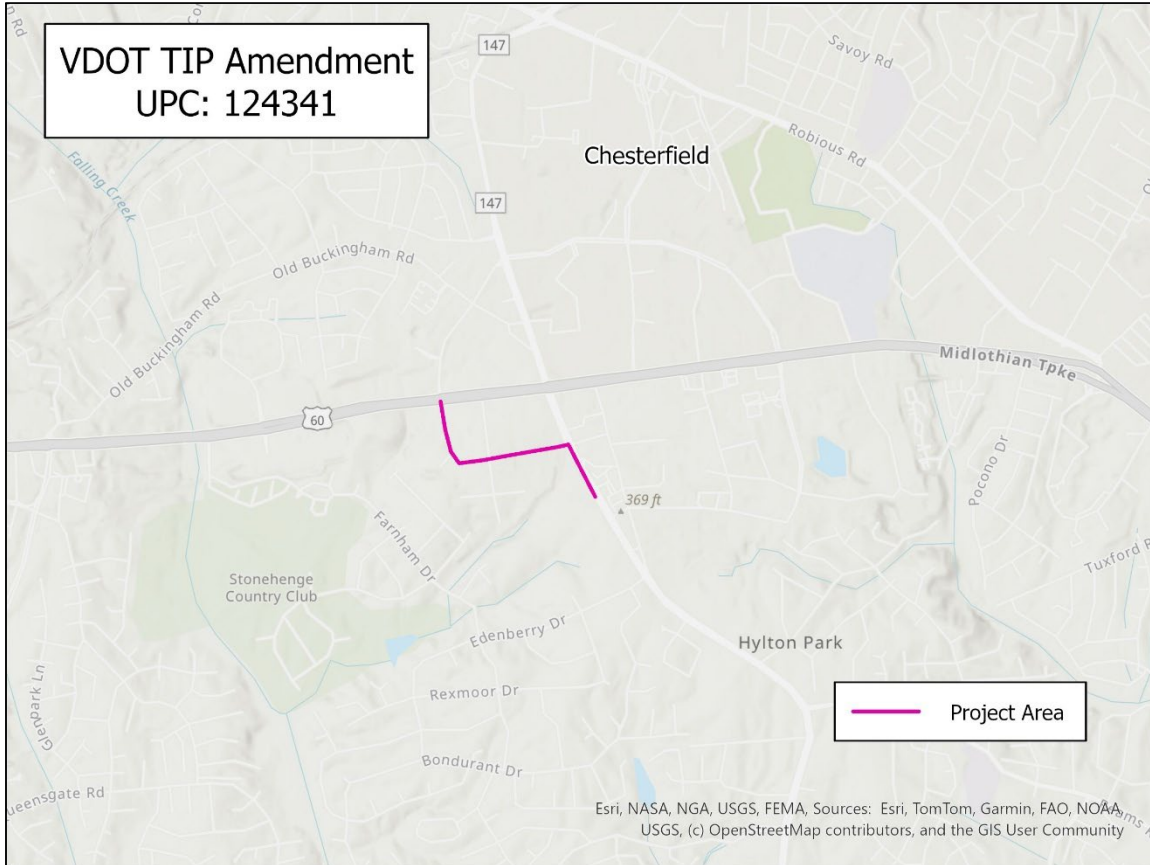 VDOT TIP Amendment
UPC: 124341
147
Savoy Rd
Robious Rd
Chesterfield
Falling Creek
147
Old Buckingham Rd
Old Buckingham Rd
Midlothian Tpke
60
Pocono Dr
369 ft
Farnham Dr
Tuxford R
Stonehenge
Country Club
Edenberry Dr
Hylton Park
Rexmoor Dr
Glenpark Ln
Project Area
Bondurant Dr
ueensgate Rd
Esri, NASA, NGA, USGS, FEMA, Sources: Esri, TomTom, Garmin, FAO, NOAA,
USGS, (c) OpenStreetMap contributors, and the GIS User Community